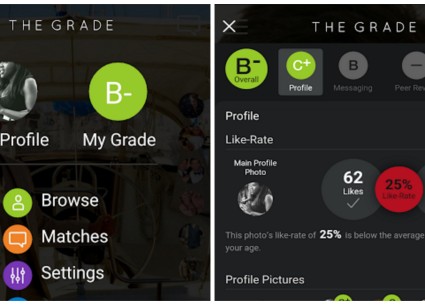 THE GRADE
B-
Profile
My Grade
Browse
Matches
Settings
THE GRADE
B-
Overall
C+
Profile
B
Messaging
Peer Rev
Profile
Like-Rate
Main Profile
Photo
62
Likes
25%
Like-Rate
This photo's like-rate of 25% is below the average
your age.
Profile Pictures